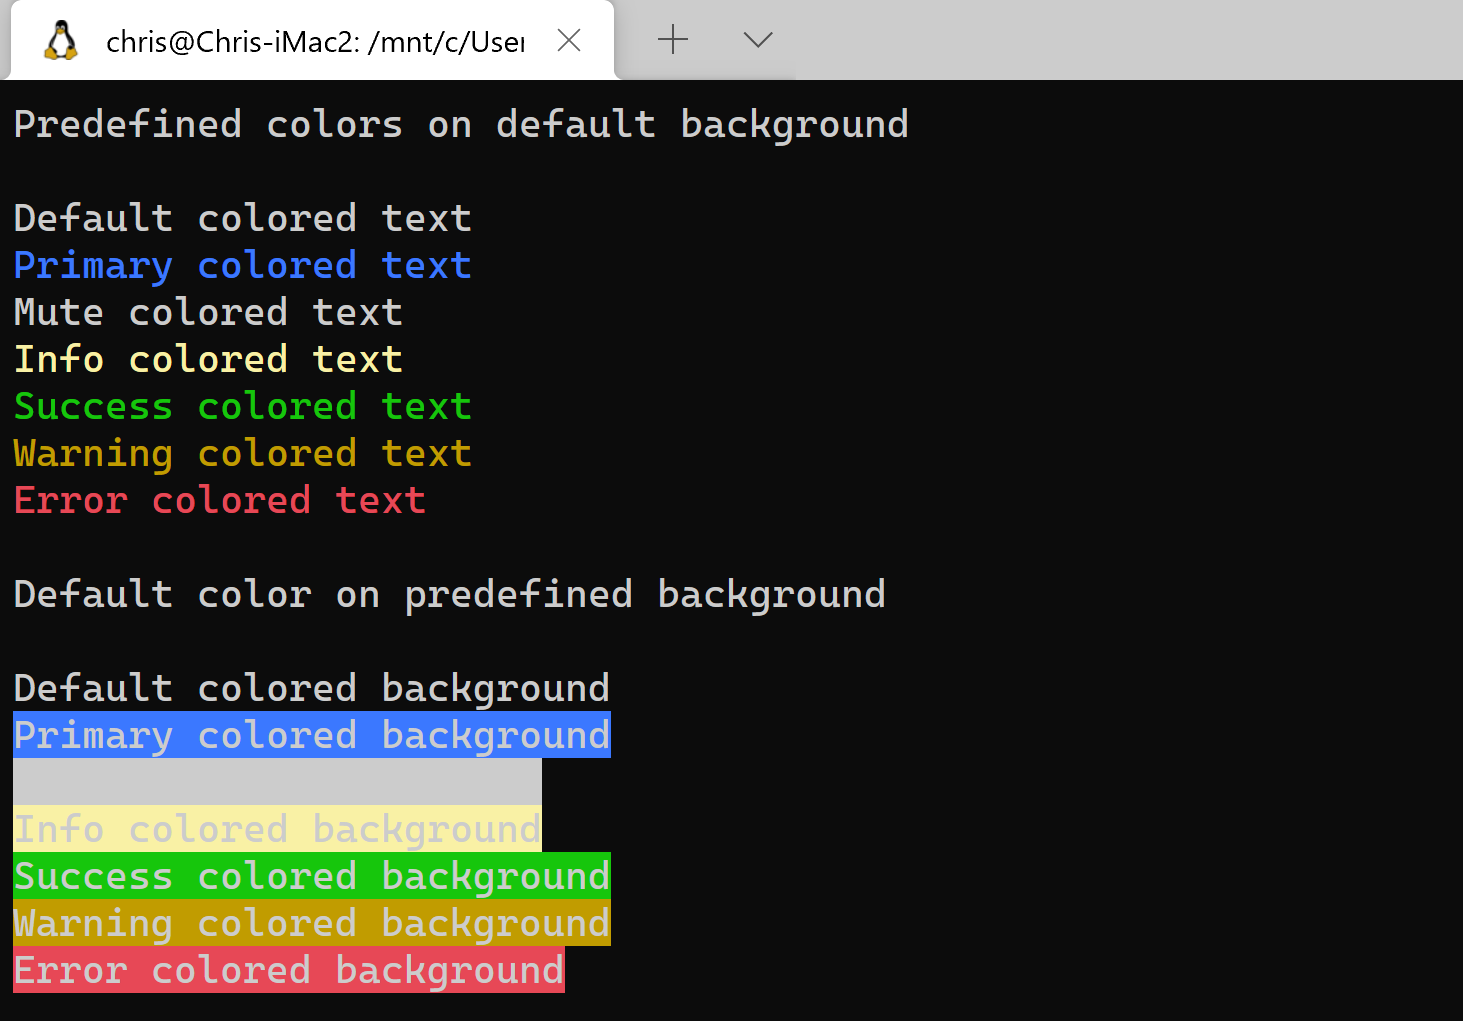 chris@Chris-iMac2: /mnt/c/User
Predefined colors on default background
Default colored text
Primary colored text
Mute colored text
Info colored text
Success colored text
Warning colored text
Error colored text
Default color on predefined background
Default colored background
Primary colored background
Info colored background
Success colored background
Warning colored background
Error colored background